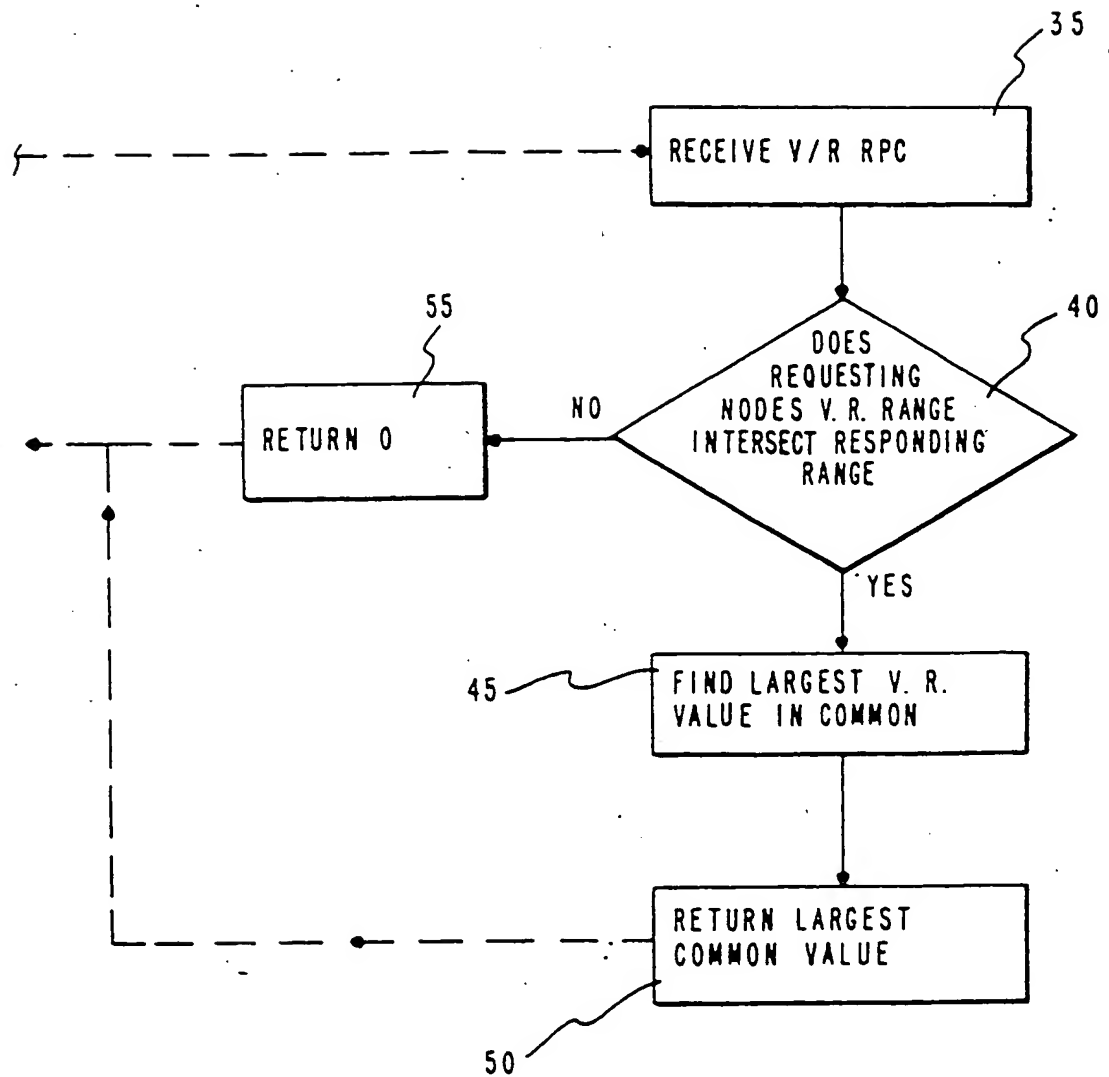 35
RECEIVE V/R RPC
55
40
DOES
REQUESTING
NODES V. R. RANGE
INTERSECT RESPONDING
RANGE
NO
RETURN 0
YES
45
FIND LARGEST V. R.
VALUE IN COMMON
RETURN LARGEST
COMMON VALUE
50